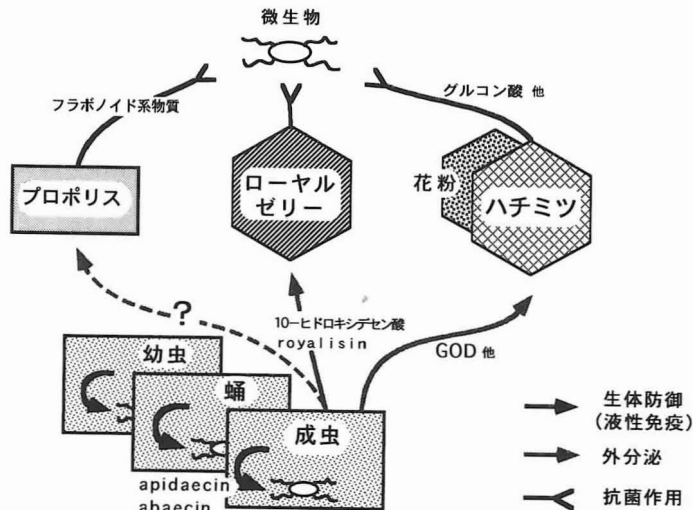 微生物
フラボノイド系物質
グルコン酸 他
プロポリス
ローヤル
ゼリー
花粉
ハチミツ
?
10-ヒドロキシデセン酸
royalisin
GOD 他
幼虫
蛹
成虫
apidaecin
abaecin
生体防御
(液性免疫)
外分泌
抗菌作用